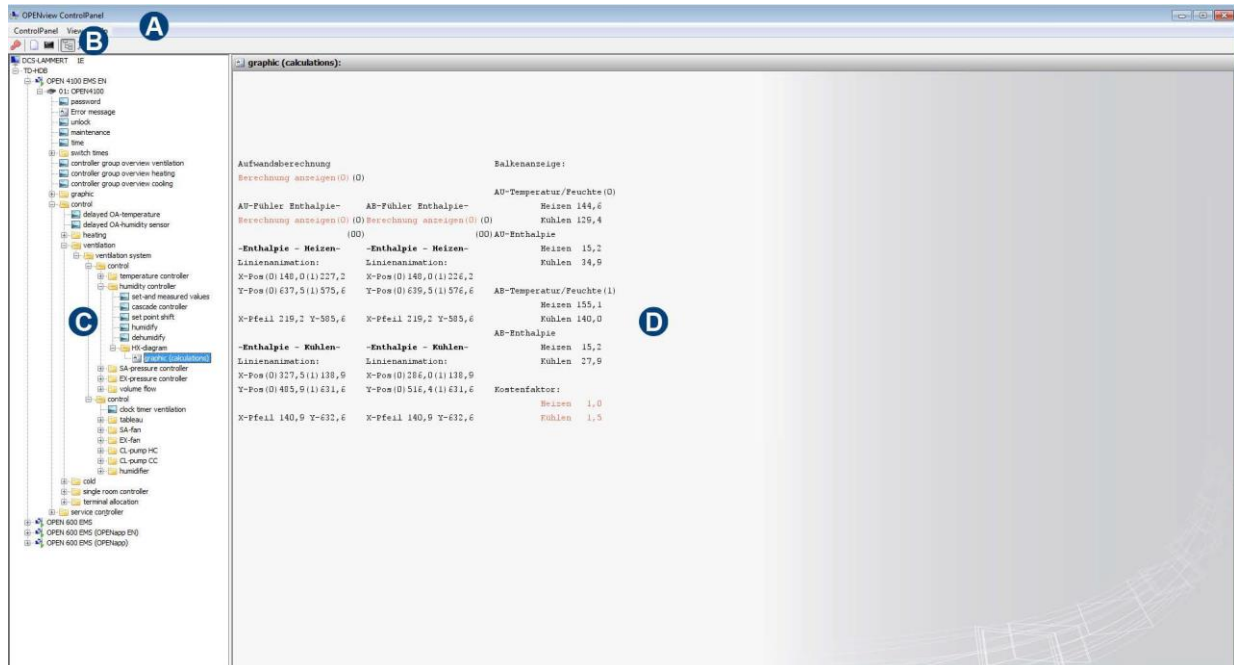 OPENview ControlPanel
A
ControlPanel View
B
DCS-LAMMERT IE
TD-HDB
OPEN 4100 EMS EN
01: OPEN4100
password
Error message
unlock
maintenance
time
switch times
controller group overview ventilation
controller group overview heating
controller group overview cooling
graphic
control
delayed OA-temperature
delayed OA-humidity sensor
heating
ventilation
ventilation system
control
temperature controller
humidity controller
set-and measured values
cascade controller
set point shift
humidify
dehumidify
HX-diagram
graphic (calculations)
SA-pressure controller
EX-pressure controller
volume flow
control
clock timer ventilation
tableau
SA-fan
EX-fan
CL-pump HC
CL-pump CC
humidifier
cold
single room controller
terminal allocation
service controller
OPEN 600 EMS
OPEN 600 EMS (OPENapp EN)
OPEN 600 EMS (OPENapp)
C
graphic (calculations):
Aufwandsberechnung Balkenanzeige:
Berechnung anzeigen(0) (0)
AU-Temperatur/Feuchte(0)
AU-Fühler Enthalpie- AB-Fühler Enthalpie- Heizen 144,6
Berechnung anzeigen(0) (0) Berechnung anzeigen(0) (0) Kühlen 129,4
(00) (00) AU-Enthalpie
-Enthalpie - Heizen- -Enthalpie - Heizen- Heizen 15,2
Linienanimation: Linienanimation: Kühlen 34,9
X-Pos(0)148,0(1)227,2 X-Pos(0)148,0(1)226,2
Y-Pos(0)637,5(1)575,6 Y-Pos(0)639,5(1)576,6 AB-Temperatur/Feuchte(1)
Heizen 155,1
X-Pfeil 219,2 Y-585,6 X-Pfeil 219,2 Y-585,6 Kühlen 140,0
AB-Enthalpie
-Enthalpie - Kühlen- -Enthalpie - Kühlen- Heizen 15,2
Linienanimation: Linienanimation: Kühlen 27,9
X-Pos(0)327,5(1)138,9 X-Pos(0)286,0(1)138,9
Y-Pos(0)485,9(1)631,6 Y-Pos(0)516,4(1)631,6 Kostenfaktor:
Heizen 1,0
X-Pfeil 140,9 Y-632,6 X-Pfeil 140,9 Y-632,6 Kühlen 1,5
D